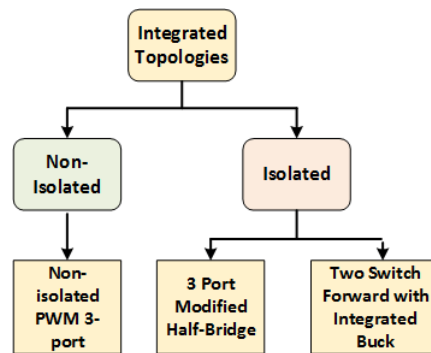 Integrated
Topologies
Non-
Isolated
Isolated
Non-
isolated
PWM 3-
port
3 Port
Modified
Half-Bridge
Two Switch
Forward with
Integrated
Buck